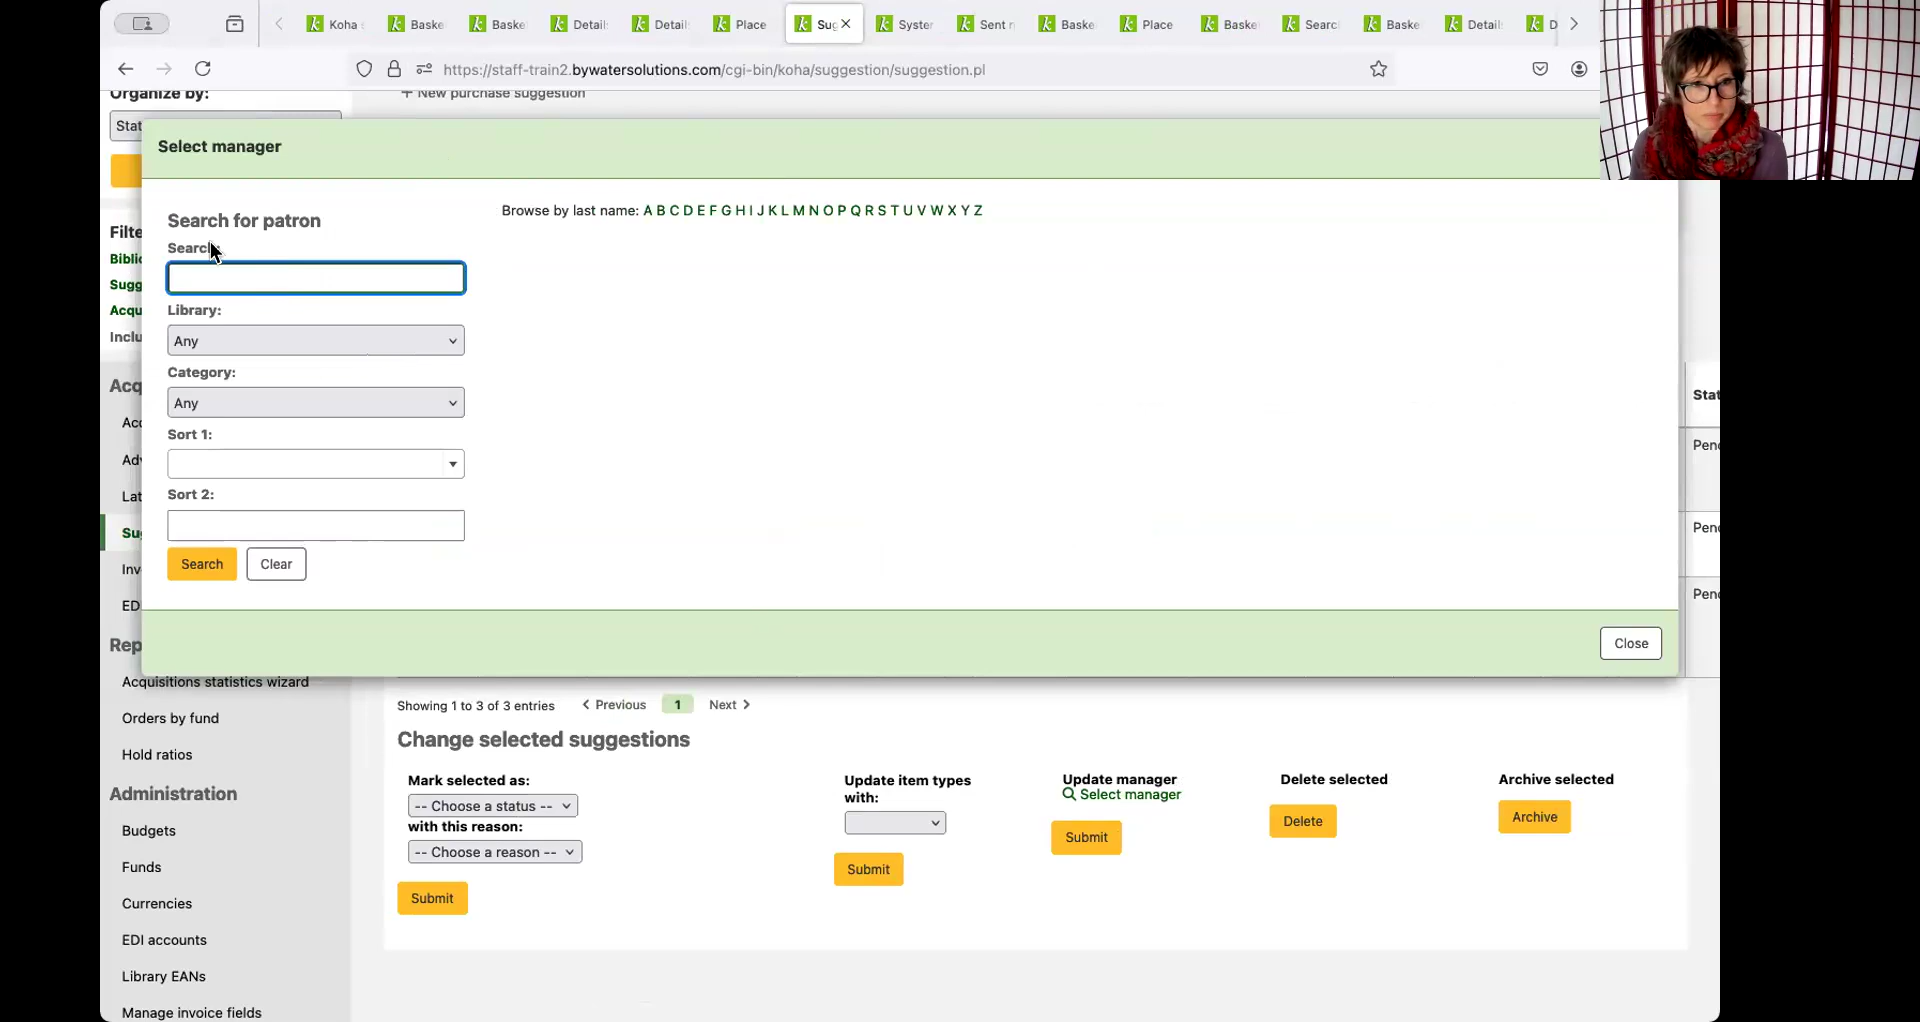 Koha
Baske
Baske
Detail
Detail
Place
Sug
Syster
Sent
Baske
Place
Baske
Searc
Baske
Detail
D
https://staff-train2.bywatersolutions.com/cgi-bin/koha/suggestion/suggestion.pl
Organize by:
+ New purchase suggestion
Stat
Select manager
Search for patron
Browse by last name: A B C D E F G H I J K L M N O P Q R S T U V W X Y Z
Search:
Library:
Any
Category:
Any
Sort 1:
Sort 2:
Search
Clear
Close
Filte
Biblic
Sugg
Acqu
Inclu
Acq
Acc
Adv
Lat
Sug
Inv
ED
Rep
Stat
Pend
Pend
Pend
Acquisitions statistics wizard
Orders by fund
Hold ratios
Administration
Budgets
Funds
Currencies
EDI accounts
Library EANs
Manage invoice fields
Showing 1 to 3 of 3 entries
Previous
1
Next
Change selected suggestions
Mark selected as:
-- Choose a status --
with this reason:
-- Choose a reason --
Submit
Update item types
with:
Submit
Update manager
Select manager
Submit
Delete selected
Delete
Archive selected
Archive